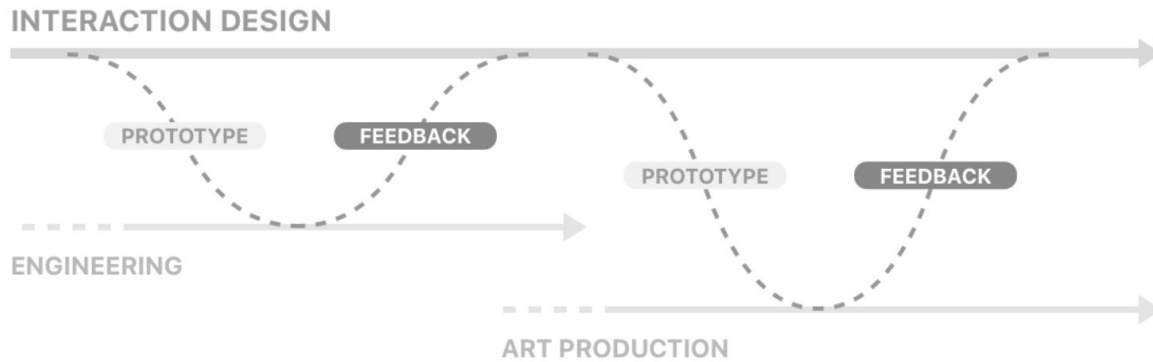 INTERACTION DESIGN
PROTOTYPE
FEEDBACK
PROTOTYPE
FEEDBACK
ENGINEERING
ART PRODUCTION